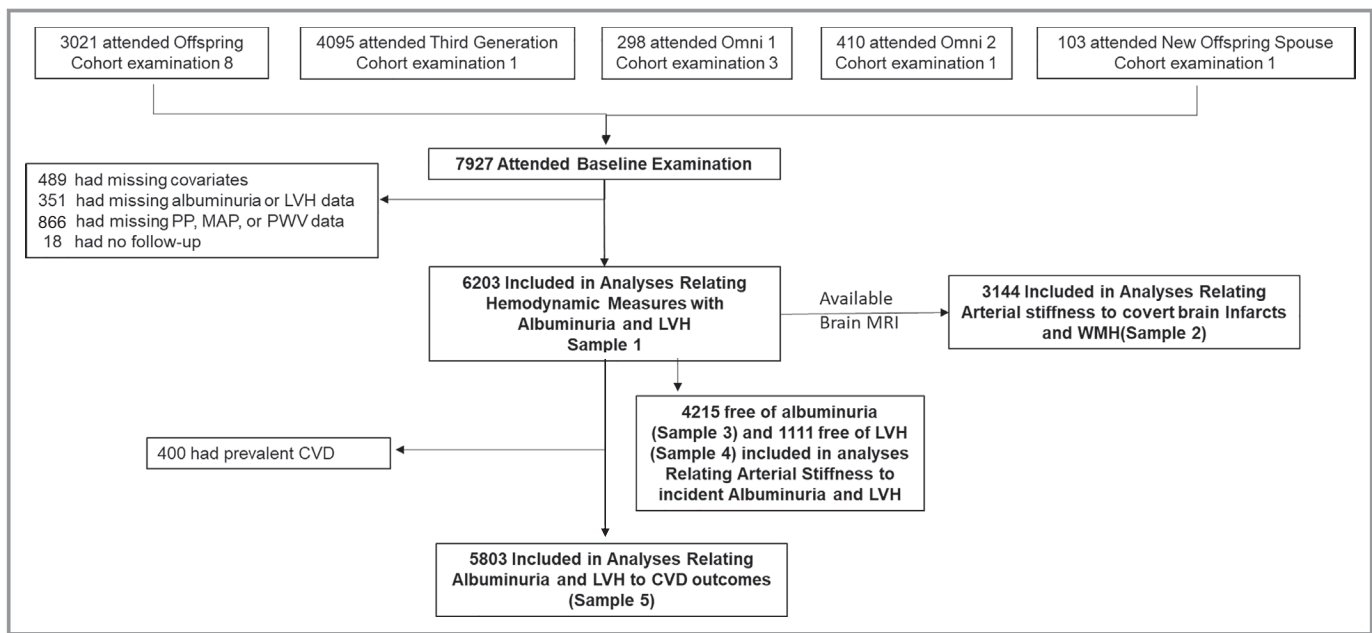 3021 attended Offspring
Cohort examination 8
4095 attended Third Generation
Cohort examination 1
298 attended Omni 1
Cohort examination 3
410 attended Omni 2
Cohort examination 1
103 attended New Offspring Spouse
Cohort examination 1
7927 Attended Baseline Examination
489 had missing covariates
351 had missing albuminuria or LVH data
866 had missing PP, MAP, or PWV data
18 had no follow-up
6203 Included in Analyses Relating
Hemodynamic Measures with
Albuminuria and LVH
Sample 1
Available
Brain MRI
3144 Included in Analyses Relating
Arterial stiffness to covert brain Infarcts
and WMH(Sample 2)
4215 free of albuminuria
(Sample 3) and 1111 free of LVH
(Sample 4) included in analyses
Relating Arterial Stiffness to
incident Albuminuria and LVH
400 had prevalent CVD
5803 Included in Analyses Relating
Albuminuria and LVH to CVD outcomes
(Sample 5)